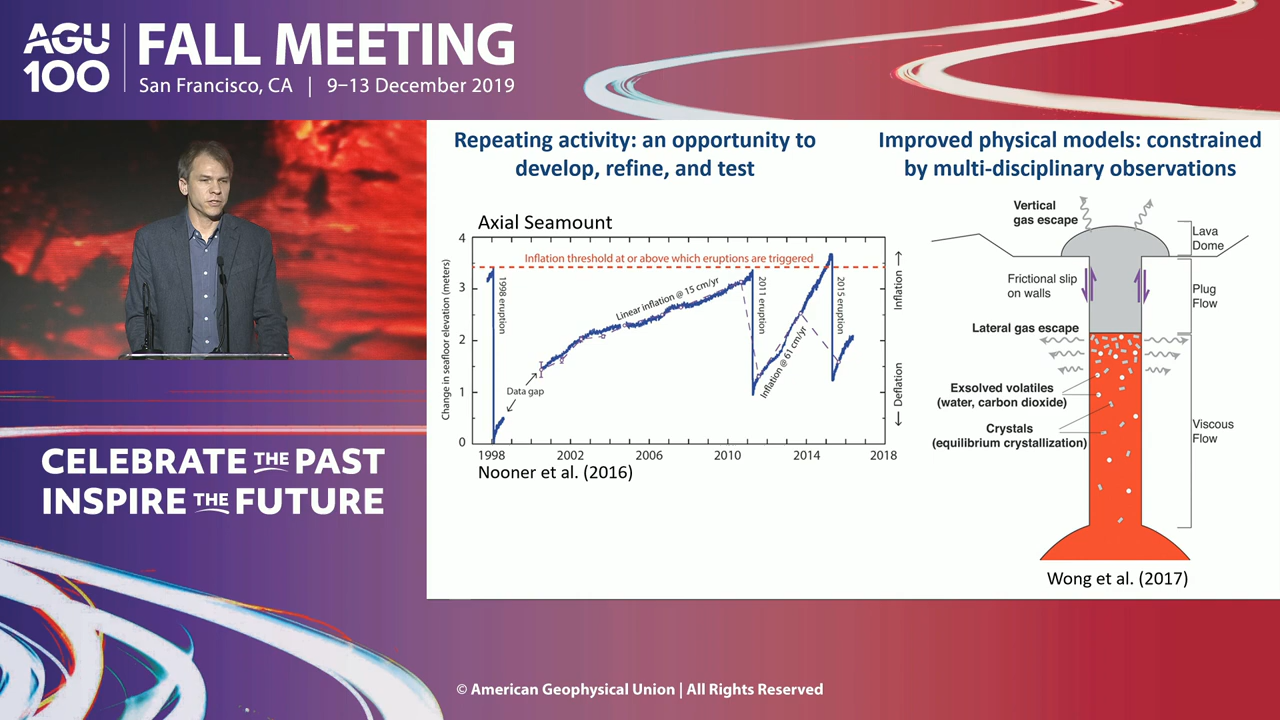 AGU
100
FALL MEETING
San Francisco, CA | 9–13 December 2019
Repeating activity: an opportunity to
develop, refine, and test
Improved physical models: constrained
by multi-disciplinary observations
Axial Seamount
Change in seafloor elevation (meters)
4
3
2
1
0
Inflation threshold at or above which eruptions are triggered
1998 eruption
Linear inflation @ 15 cm/yr
2011 eruption
Inflation @ 61 cm/yr
2015 eruption
Data gap
Inflation
Deflation
1998 2002 2006 2010 2014 2018
Nooner et al. (2016)
Vertical
gas escape
Lava
Dome
Frictional slip
on walls
Plug
Flow
Lateral gas escape
Exsolved volatiles
(water, carbon dioxide)
Crystals
(equilibrium crystallization)
Viscous
Flow
Wong et al. (2017)
CELEBRATE THE PAST
INSPIRE THE FUTURE
© American Geophysical Union | All Rights Reserved